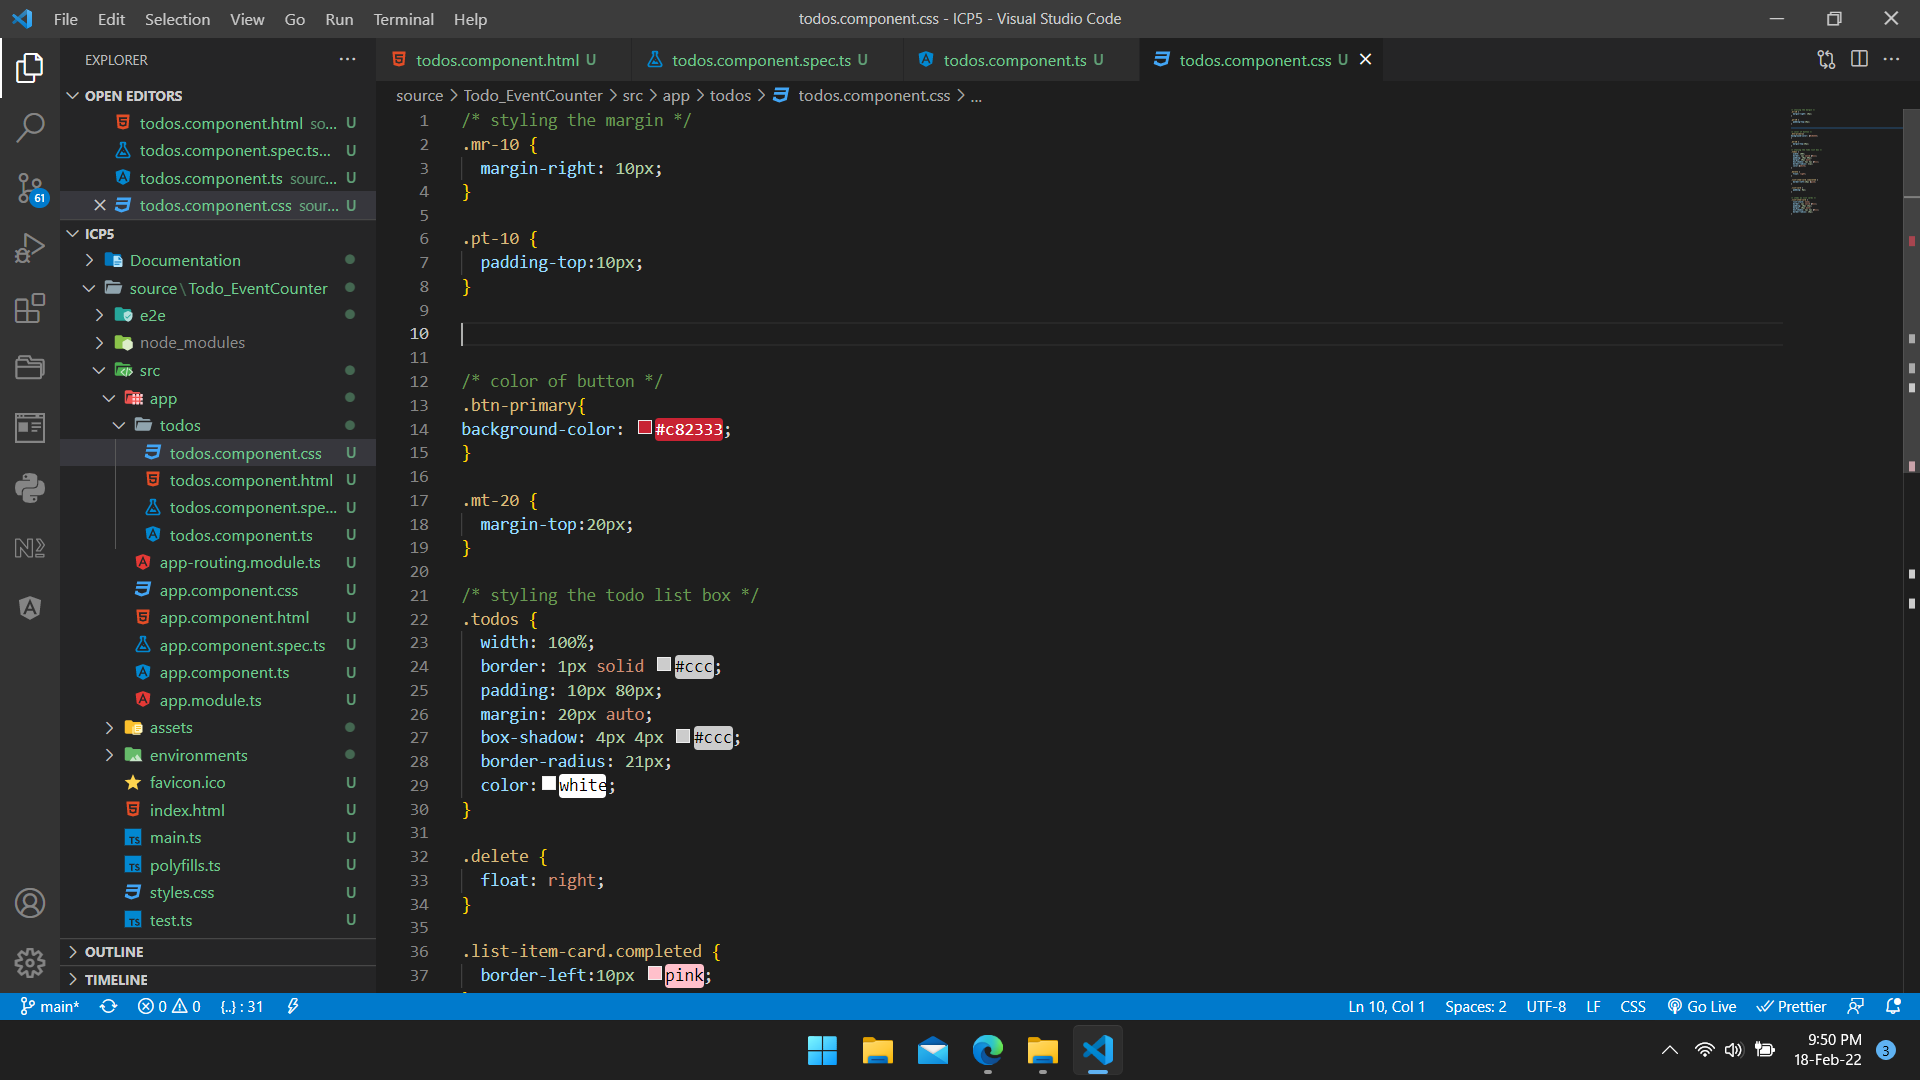 File Edit Selection View Go Run Terminal Help
todos.component.css - ICP5 - Visual Studio Code
EXPLORER
OPEN EDITORS
todos.component.html so... U
todos.component.spec.ts... U
todos.component.ts sourc... U
todos.component.css sour... U
ICP5
Documentation
source\Todo_EventCounter
e2e
node_modules
src
app
todos
todos.component.css U
todos.component.html U
todos.component.spe... U
todos.component.ts U
app-routing.module.ts U
app.component.css U
app.component.html U
app.component.spec.ts U
app.component.ts U
app.module.ts U
assets
environments
favicon.ico U
index.html U
main.ts U
polyfills.ts U
styles.css U
test.ts U
OUTLINE
TIMELINE
61
todos.component.html U
todos.component.spec.ts U
todos.component.ts U
todos.component.css U
source > Todo_EventCounter > src > app > todos > todos.component.css > ...
1 /* styling the margin */
2 .mr-10 {
3 margin-right: 10px;
4 }
5
6 .pt-10 {
7 padding-top:10px;
8 }
9
10
11
12 /* color of button */
13 .btn-primary{
14 background-color: #c82333;
15 }
16
17 .mt-20 {
18 margin-top:20px;
19 }
20
21 /* styling the todo list box */
22 .todos {
23 width: 100%;
24 border: 1px solid #ccc;
25 padding: 10px 80px;
26 margin: 20px auto;
27 box-shadow: 4px 4px #ccc;
28 border-radius: 21px;
29 color: white;
30 }
31
32 .delete {
33 float: right;
34 }
35
36 .list-item-card.completed {
37 border-left:10px pink;
main* 0 0 {..} : 31
Ln 10, Col 1 Spaces: 2 UTF-8 LF CSS Go Live Prettier
9:50 PM
18-Feb-22
3